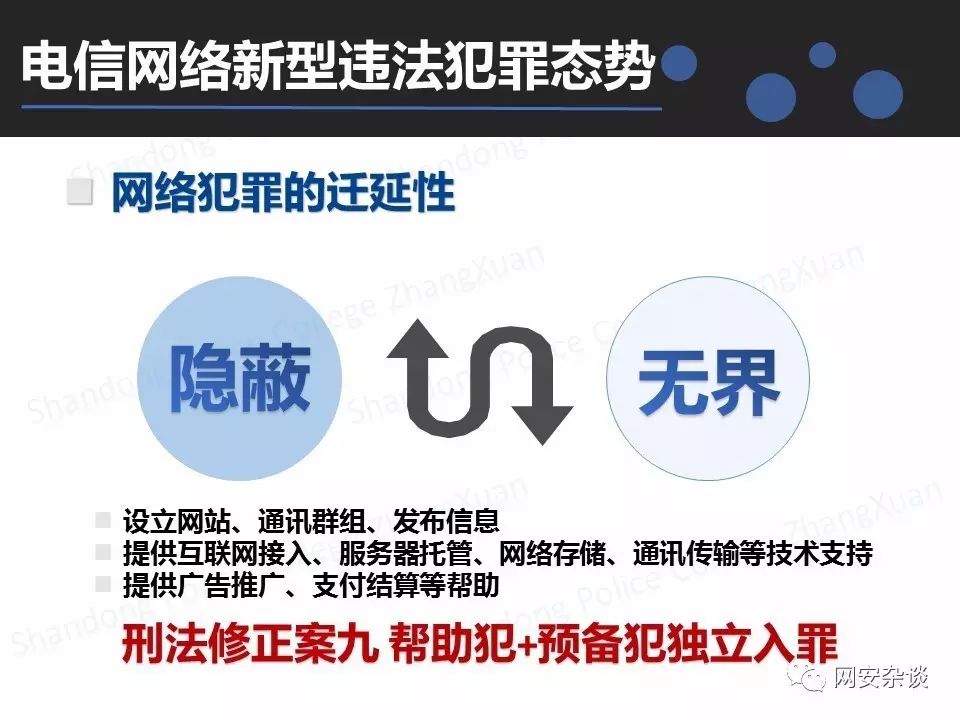 电信网络新型违法犯罪态势
网络犯罪的迁延性
隐蔽
无界
设立网站、通讯群组、发布信息
提供互联网接入、服务器托管、网络存储、通讯传输等技术支持
提供广告推广、支付结算等帮助
刑法修正案九 帮助犯+预备犯独立入罪
网安杂谈